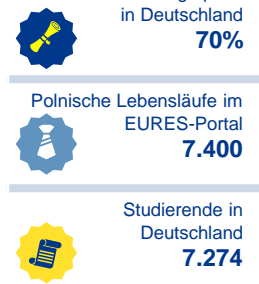 in Deutschland
70%
Polnische Lebensläufe im
EURES-Portal
7.400
Studierende in
Deutschland
7.274